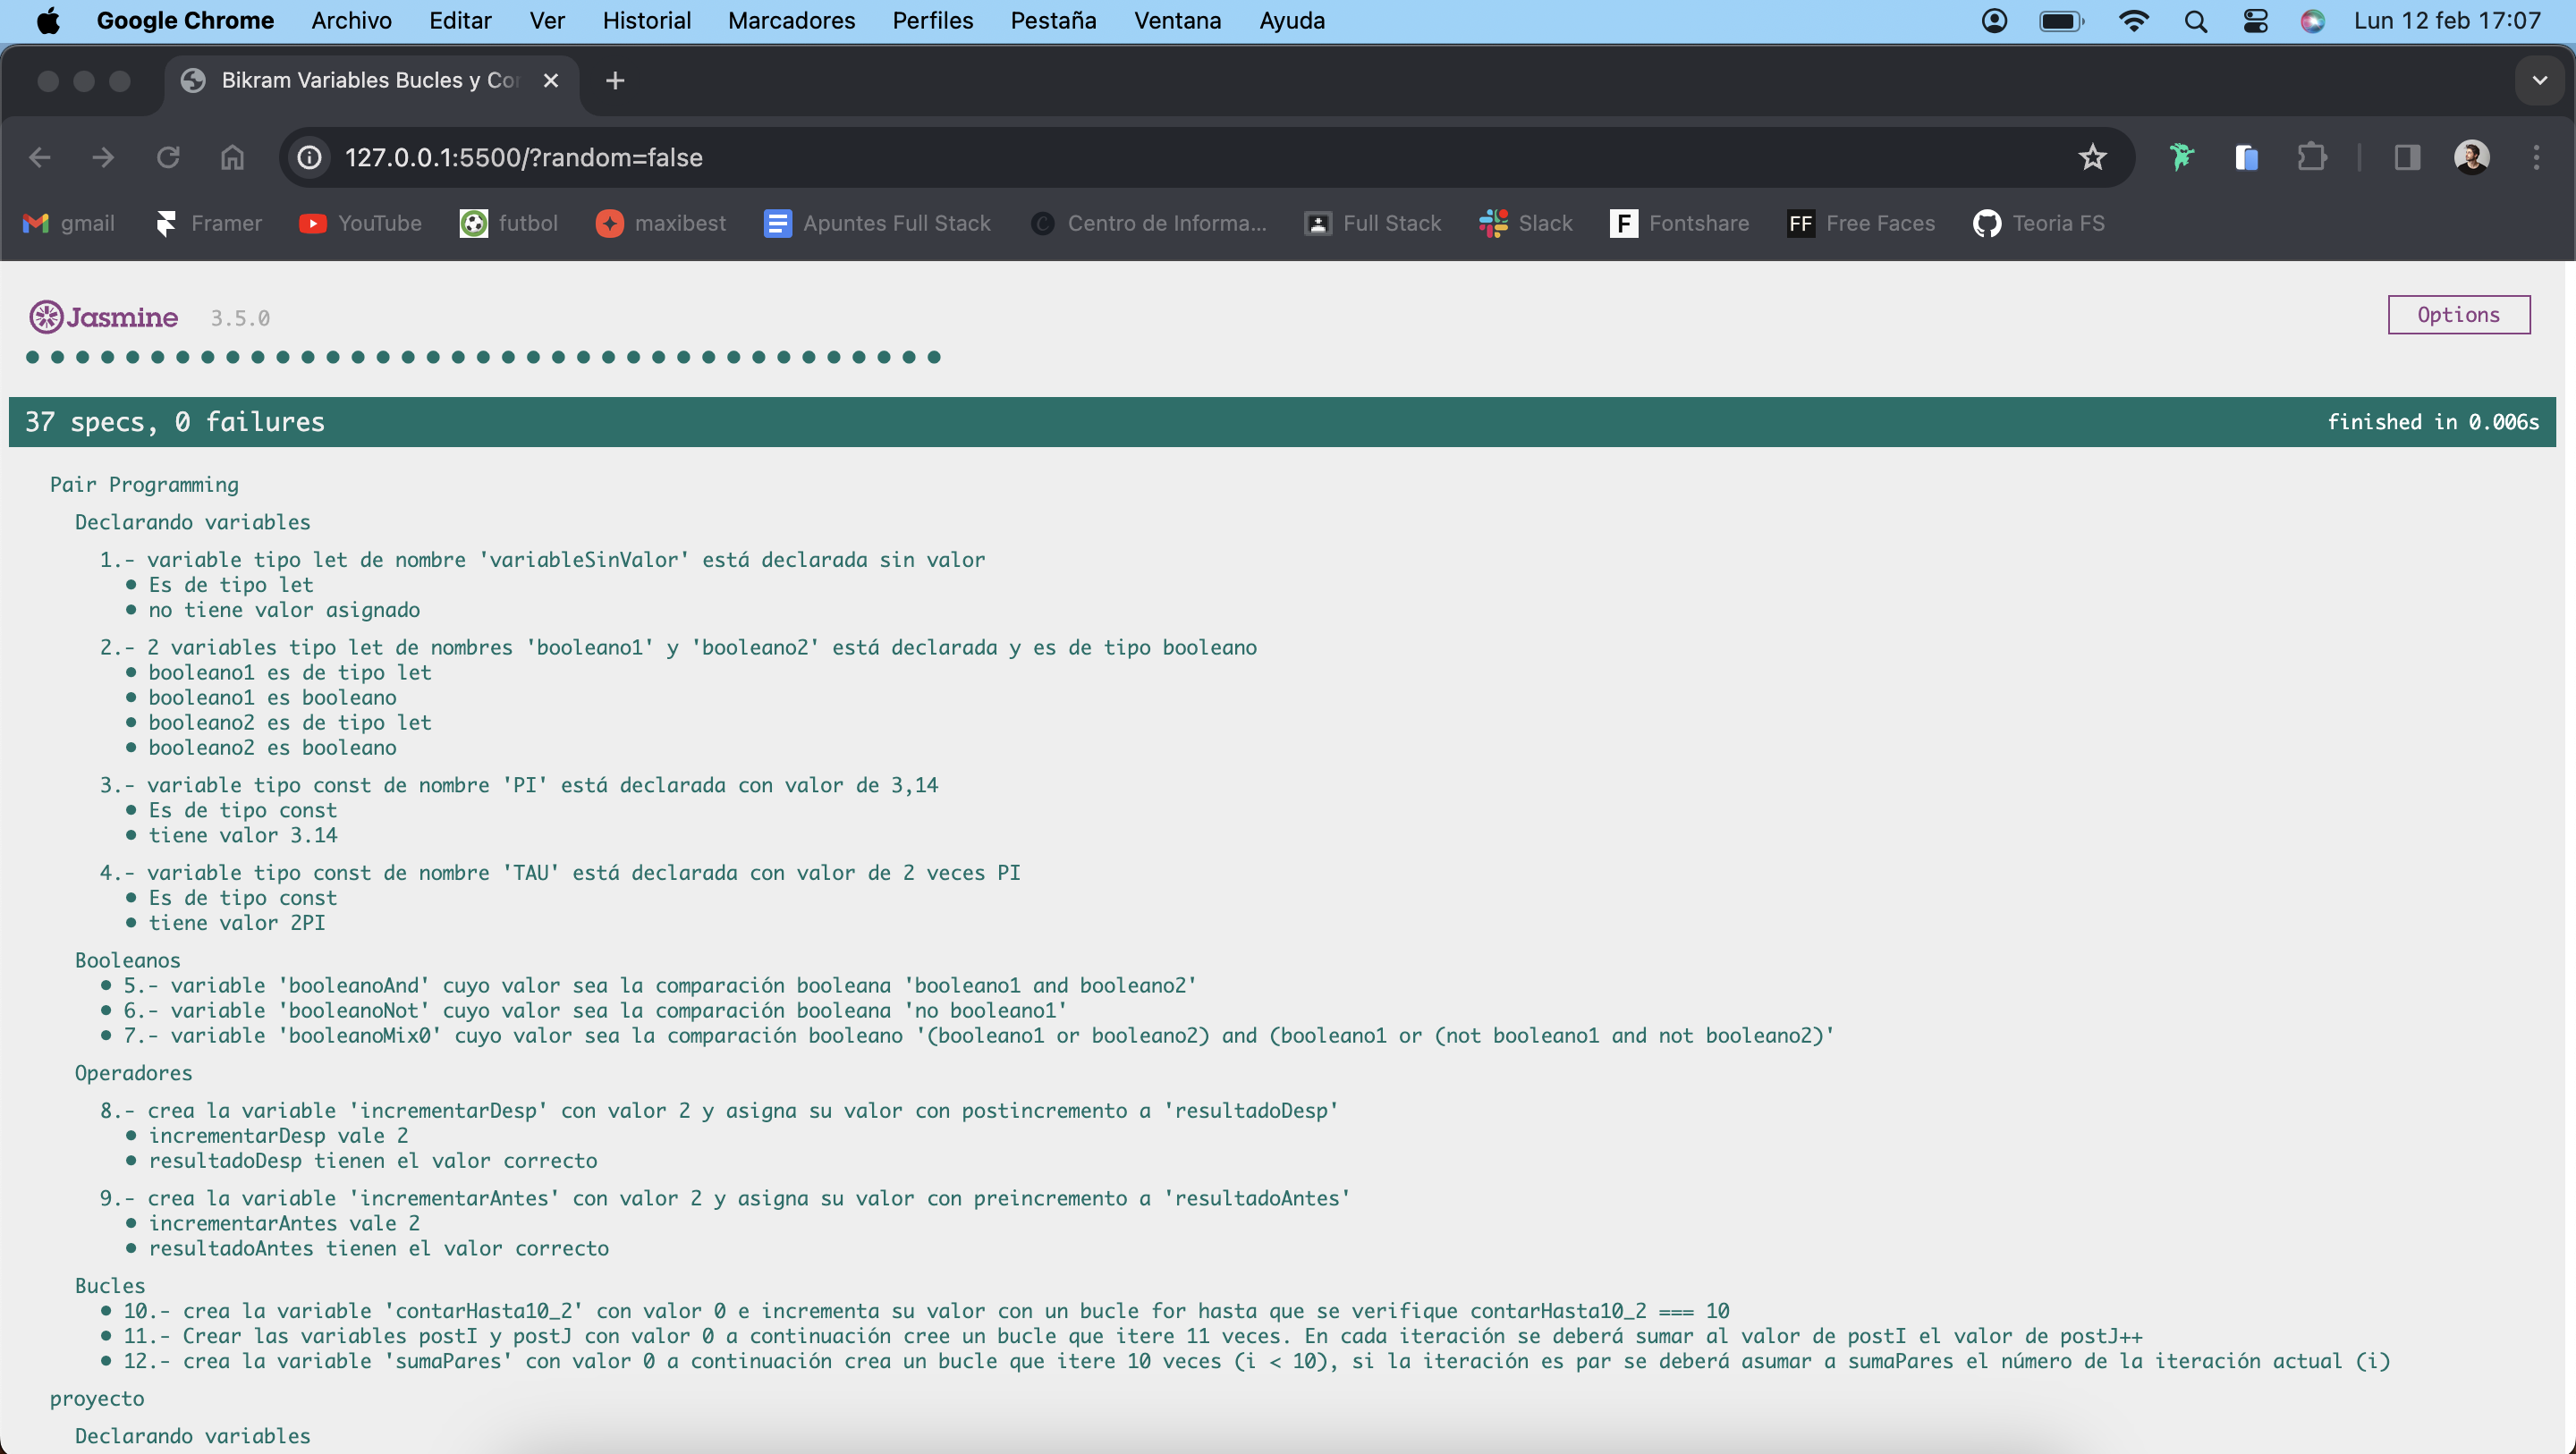 Google Chrome Archivo Editar Ver Historial Marcadores Perfiles Pestaña Ventana Ayuda Lun 12 feb 17:07
Bikram Variables Bucles y Co
127.0.0.1:5500/?random=false
gmail Framer YouTube futbol maxibest Apuntes Full Stack Centro de Informa... Full Stack Slack F Fontshare FF Free Faces Teoria FS
Jasmine 3.5.0 Options
37 specs, 0 failures finished in 0.006s
Pair Programming
Declarando variables
1.- variable tipo let de nombre 'variableSinValor' está declarada sin valor
• Es de tipo let
• no tiene valor asignado
2.- 2 variables tipo let de nombres 'booleano1' y 'booleano2' está declarada y es de tipo booleano
• booleano1 es de tipo let
• booleano1 es booleano
• booleano2 es de tipo let
• booleano2 es booleano
3.- variable tipo const de nombre 'PI' está declarada con valor de 3,14
• Es de tipo const
• tiene valor 3.14
4.- variable tipo const de nombre 'TAU' está declarada con valor de 2 veces PI
• Es de tipo const
• tiene valor 2PI
Booleanos
• 5.- variable 'booleanoAnd' cuyo valor sea la comparación booleana 'booleano1 and booleano2'
• 6.- variable 'booleanoNot' cuyo valor sea la comparación booleana 'no booleano1'
• 7.- variable 'booleanoMix0' cuyo valor sea la comparación booleano '(booleano1 or booleano2) and (booleano1 or (not booleano1 and not booleano2)'
Operadores
8.- crea la variable 'incrementarDesp' con valor 2 y asigna su valor con postincremento a 'resultadoDesp'
• incrementarDesp vale 2
• resultadoDesp tienen el valor correcto
9.- crea la variable 'incrementarAntes' con valor 2 y asigna su valor con preincremento a 'resultadoAntes'
• incrementarAntes vale 2
• resultadoAntes tienen el valor correcto
Bucles
• 10.- crea la variable 'contarHasta10_2' con valor 0 e incrementa su valor con un bucle for hasta que se verifique contarHasta10_2 === 10
• 11.- Crear las variables postI y postJ con valor 0 a continuación cree un bucle que itere 11 veces. En cada iteración se deberá sumar al valor de postI el valor de postJ++
• 12.- crea la variable 'sumaPares' con valor 0 a continuación crea un bucle que itere 10 veces (i < 10), si la iteración es par se deberá asumar a sumaPares el número de la iteración actual (i)
proyecto
Declarando variables